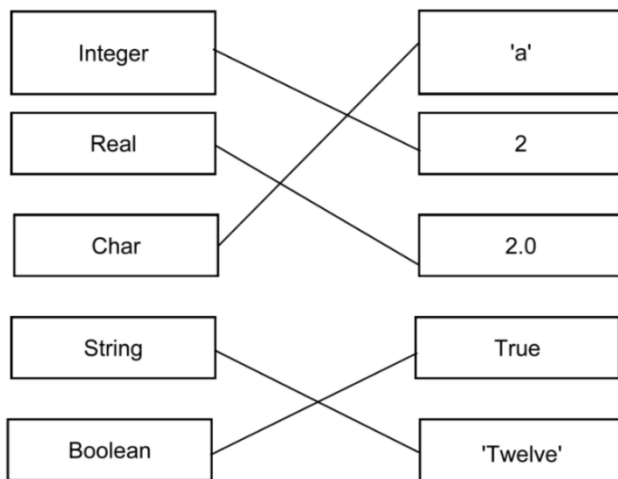 Integer
'a'
Real
2
Char
2.0
String
True
Boolean
'Twelve'